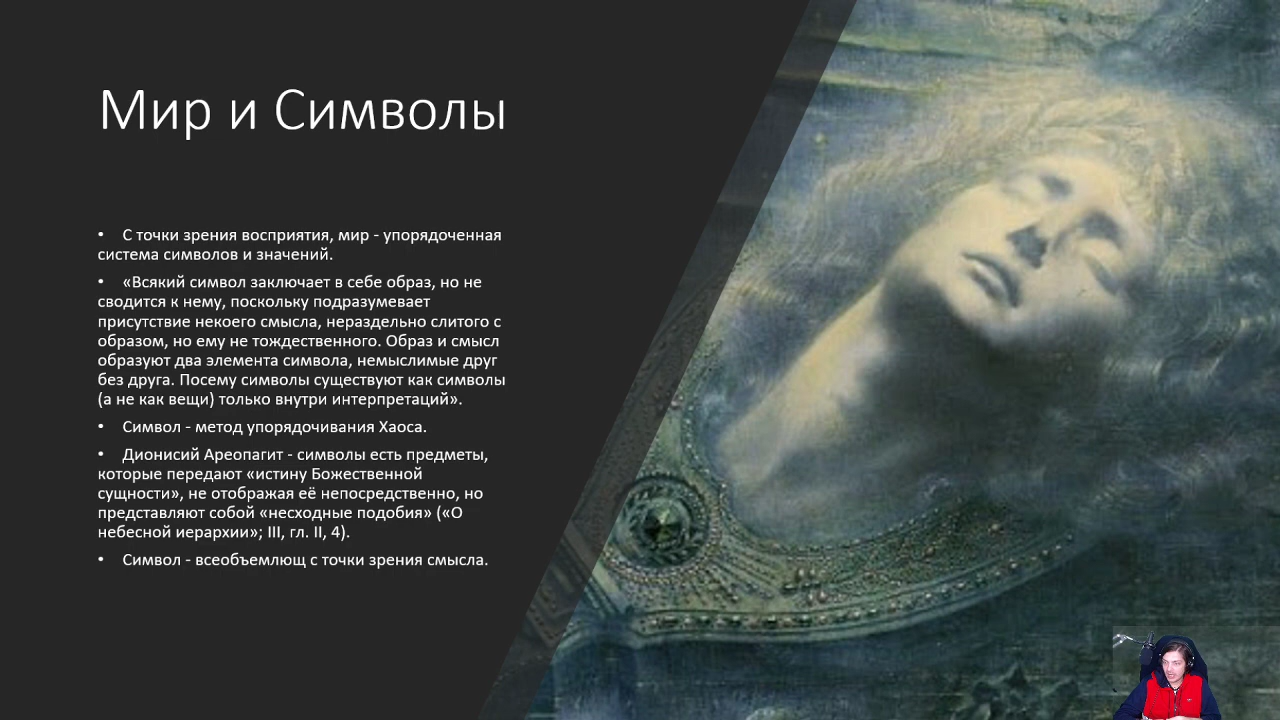 Мир и Символы
• С точки зрения восприятия, мир - упорядоченная
система символов и значений.
• «Всякий символ заключает в себе образ, но не
сводится к нему, поскольку подразумевает
присутствие некоего смысла, нераздельно слитого с
образом, но ему не тождественного. Образ и смысл
образуют два элемента символа, немыслимые друг
без друга. Посему символы существуют как символы
(а не как вещи) только внутри интерпретаций».
• Символ - метод упорядочивания Хаоса.
• Дионисий Ареопагит - символы есть предметы,
которые передают «истину Божественной
сущности», не отображая её непосредственно, но
представляют собой «несходные подобия» («О
небесной иерархии»; III, гл. II, 4).
• Символ - всеобъемлющ с точки зрения смысла.